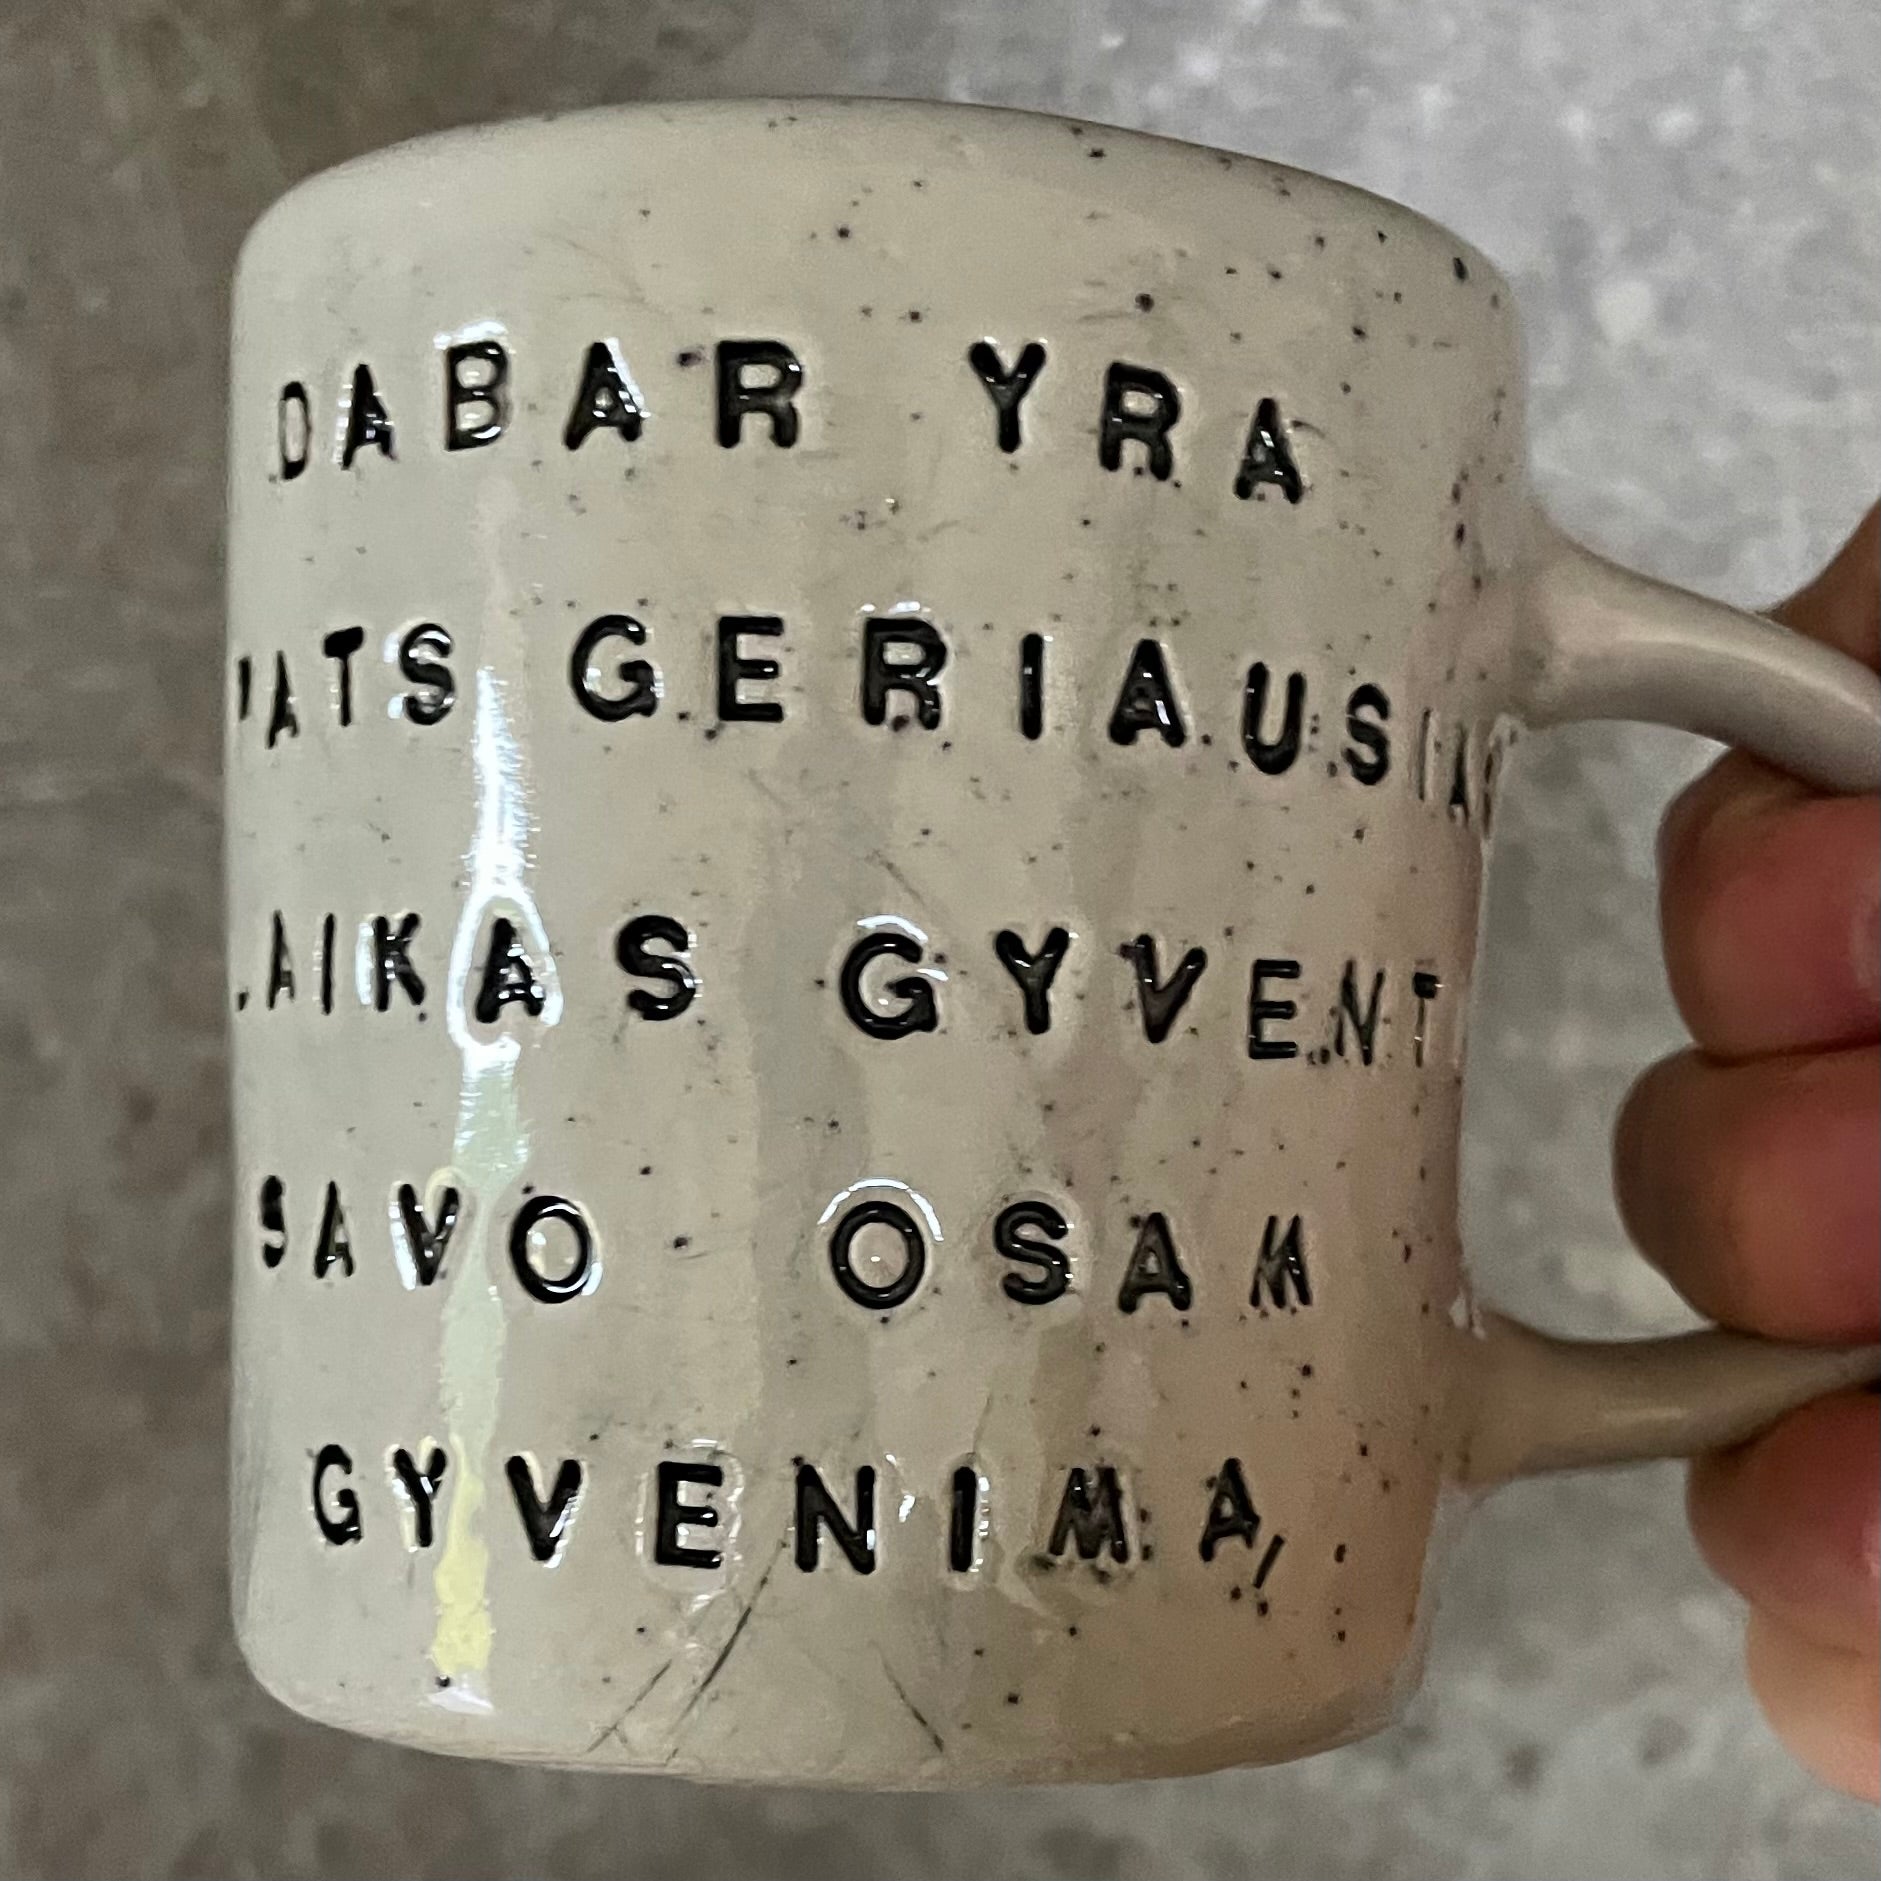 DABAR YRA
PATS GERIAUSIAS
LAIKAS GYVENT
SAVO OSAM
GYVENIMĄ